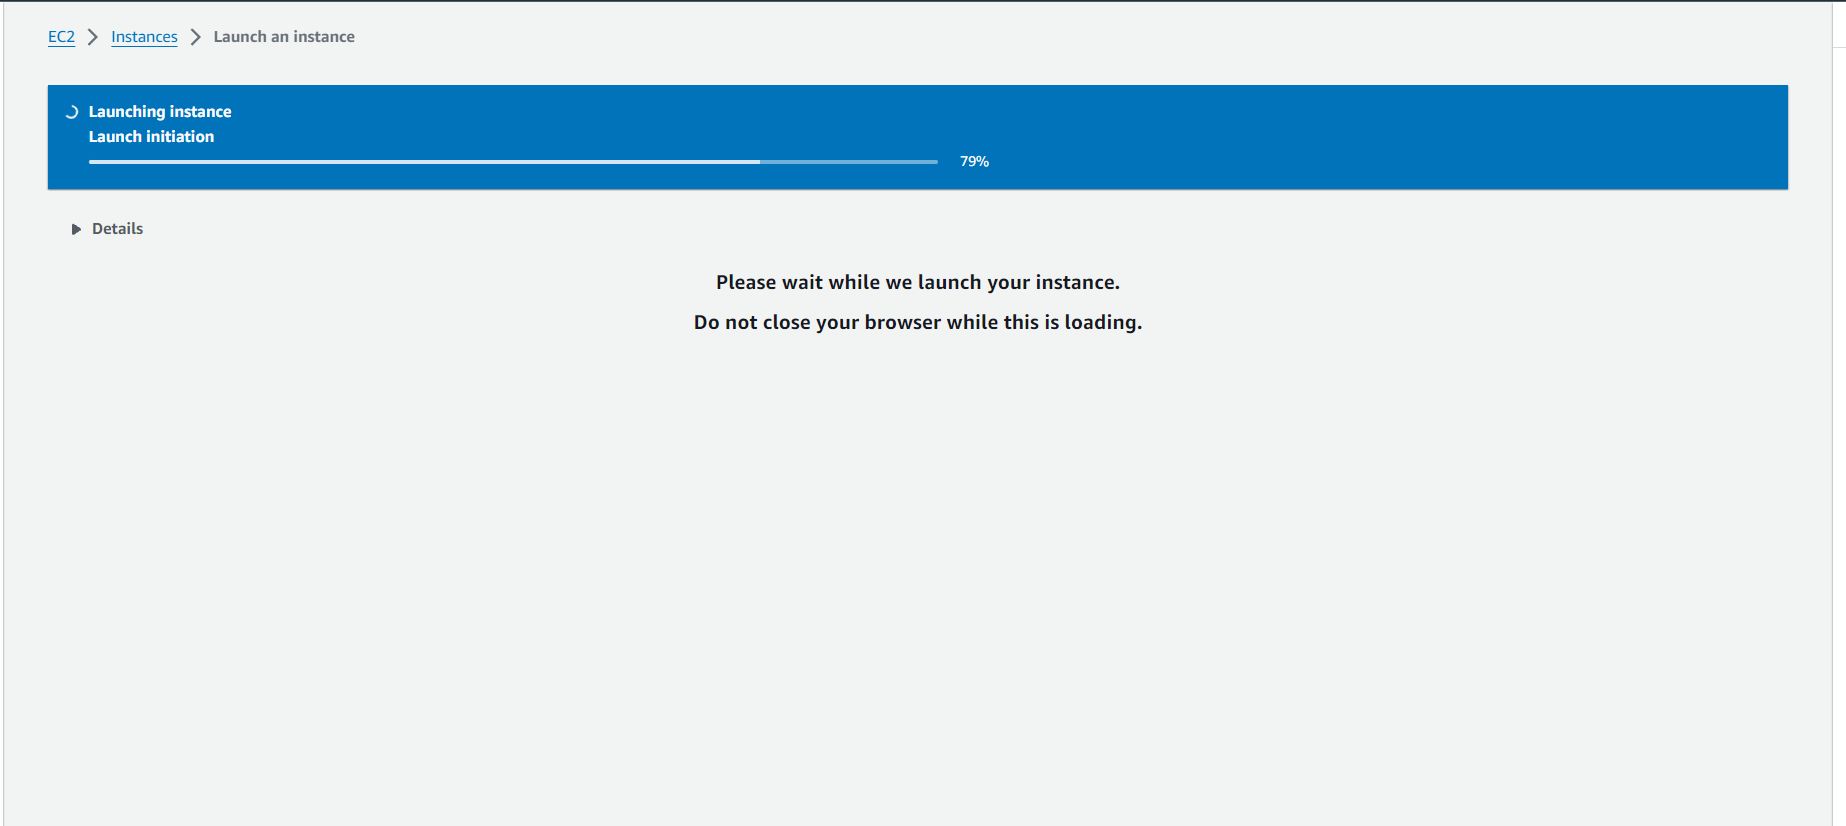 EC2 Instances Launch an instance
Launching instance
Launch initiation
79%
Details
Please wait while we launch your instance.
Do not close your browser while this is loading.